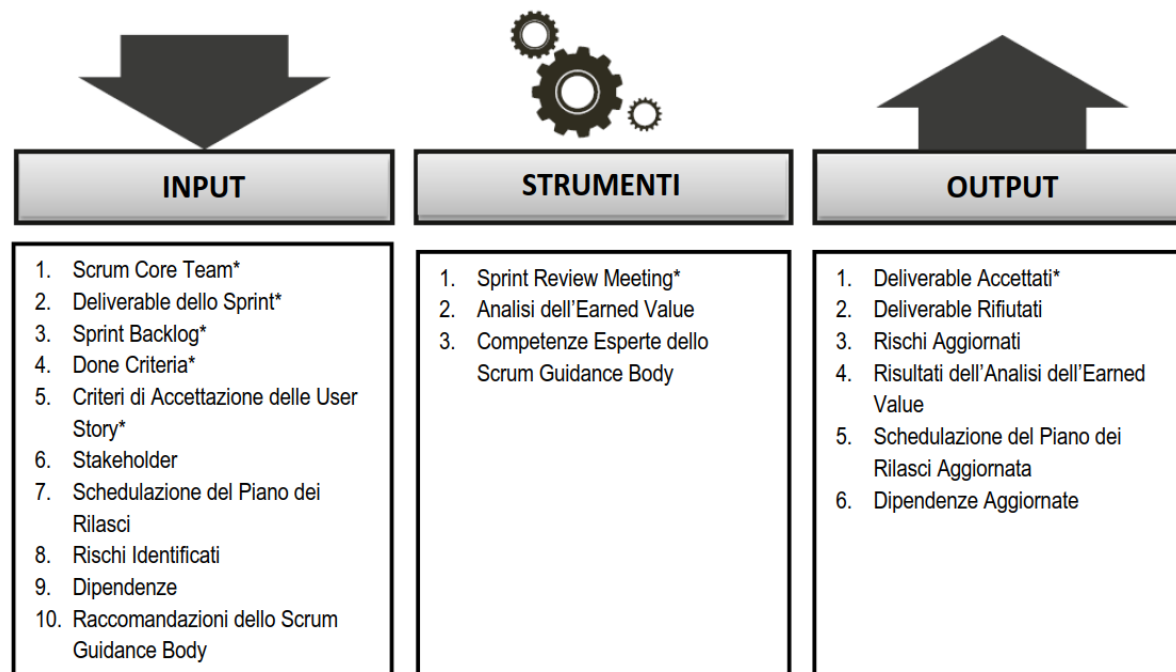 INPUT
1. Scrum Core Team*
2. Deliverable dello Sprint*
3. Sprint Backlog*
4. Done Criteria*
5. Criteri di Accettazione delle User
Story*
6. Stakeholder
7. Schedulazione del Piano dei
Rilasci
8. Rischi Identificati
9. Dipendenze
10. Raccomandazioni dello Scrum
Guidance Body
STRUMENTI
1. Sprint Review Meeting*
2. Analisi dell'Earned Value
3. Competenze Esperte dello
Scrum Guidance Body
OUTPUT
1. Deliverable Accettati*
2. Deliverable Rifiutati
3. Rischi Aggiornati
4. Risultati dell'Analisi dell'Earned
Value
5. Schedulazione del Piano dei
Rilasci Aggiornata
6. Dipendenze Aggiornate